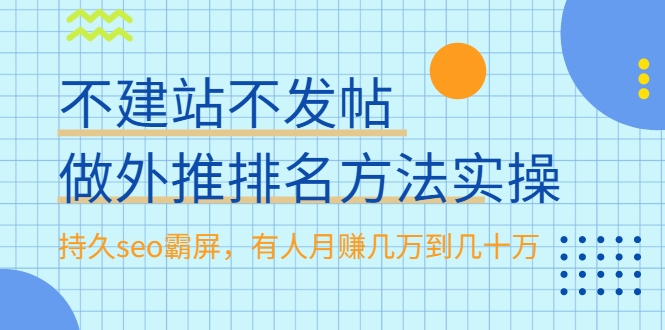 不建站不发帖
做外推排名方法实操
持久seo霸屏，有人月赚几万到几十万